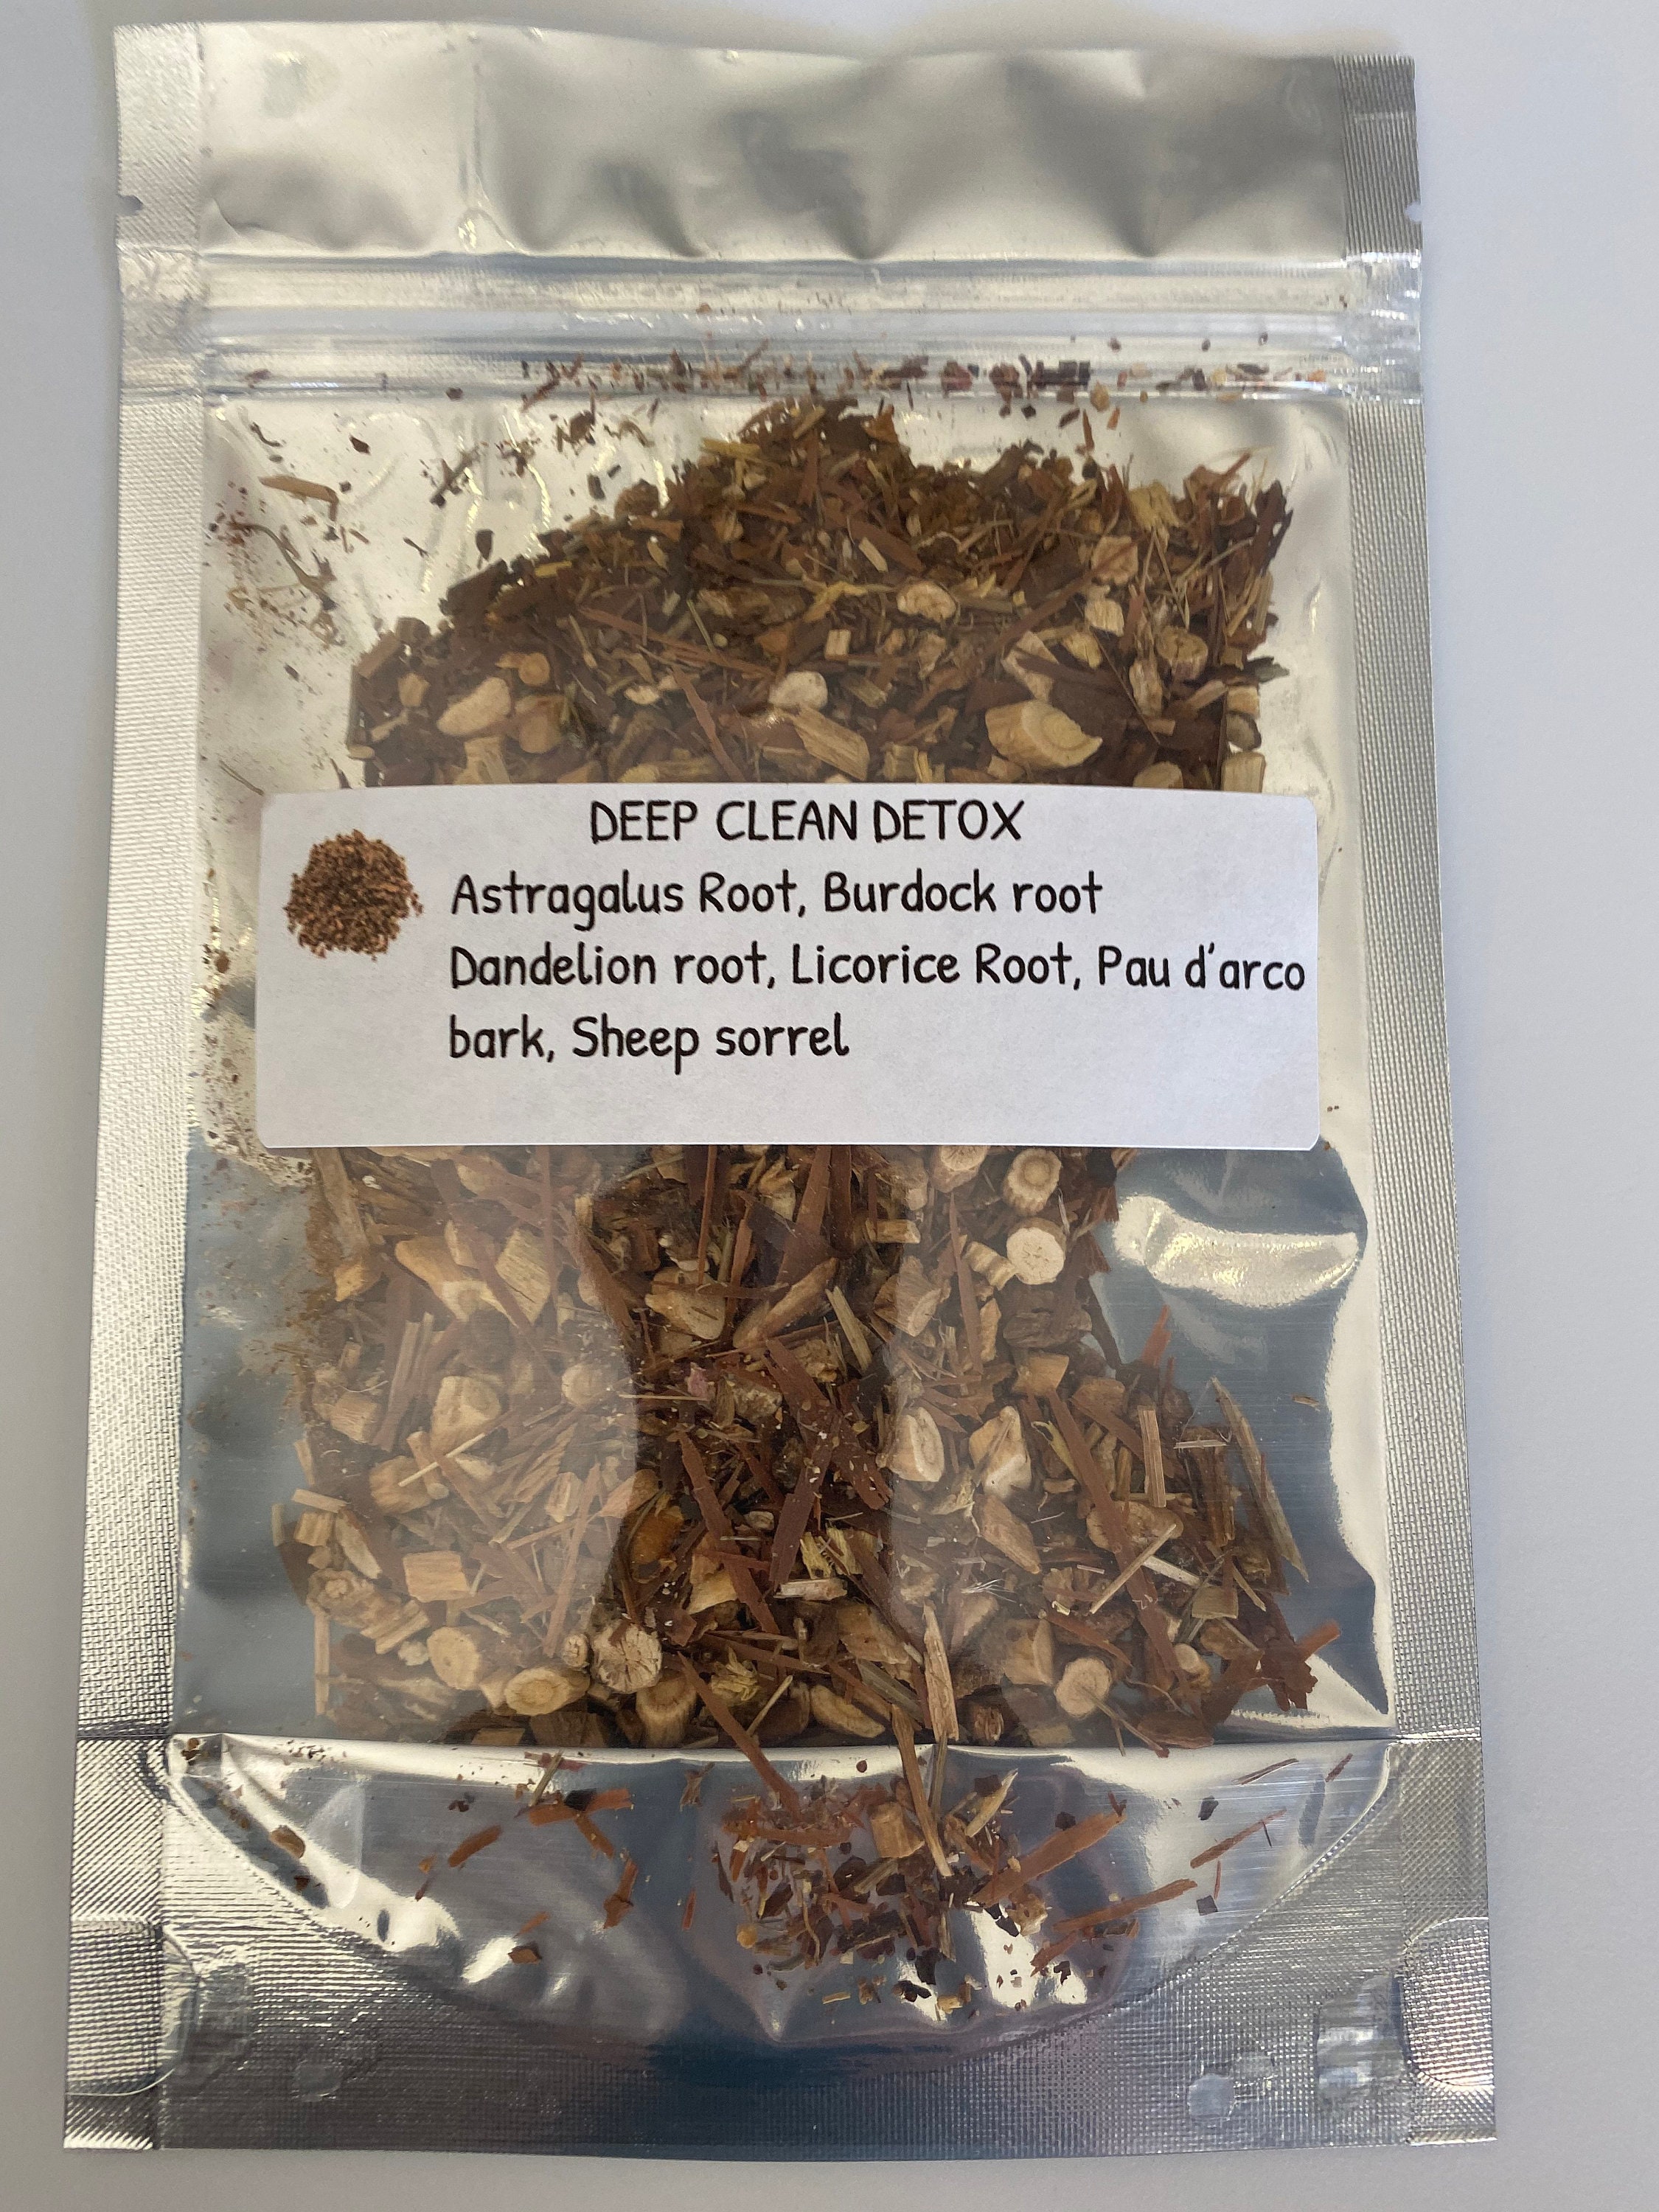 DEEP CLEAN DETOX
Astragalus Root, Burdock root
Dandelion root, Licorice Root, Pau d'arco
bark, Sheep sorrel